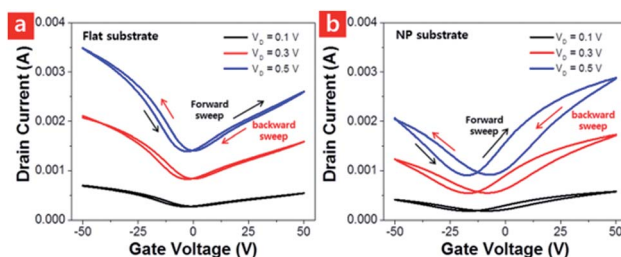 a
Flat substrate
V_D = 0.1 V
V_D = 0.3 V
V_D = 0.5 V
Forward
sweep
backward
sweep
Drain Current (A)
0.004
0.003
0.002
0.001
0.000
-50
-25
0
25
50
Gate Voltage (V)
b
NP substrate
V_D = 0.1 V
V_D = 0.3 V
V_D = 0.5 V
Forward
sweep
backward
sweep
Drain Current (A)
0.004
0.003
0.002
0.001
0.000
-50
-25
0
25
50
Gate Voltage (V)